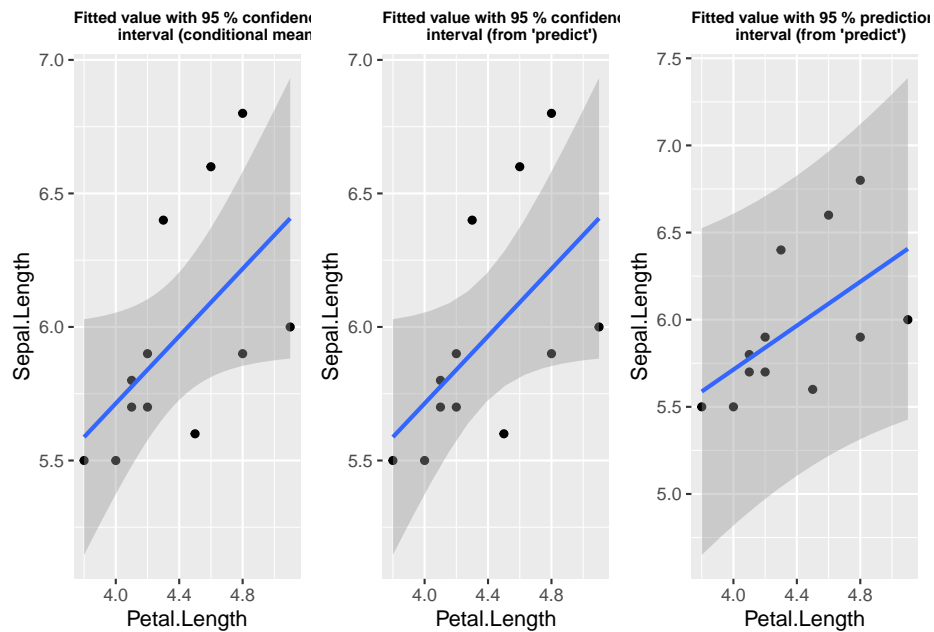 Fitted value with 95 % confiden
interval (conditional mean
Fitted value with 95 % confiden
interval (from 'predict')
Fitted value with 95 % prediction
interval (from 'predict')
Sepal.Length
7.0
6.5
6.0
5.5
4.0 4.4 4.8
Petal.Length
Sepal.Length
7.0
6.5
6.0
5.5
4.0 4.4 4.8
Petal.Length
Sepal.Length
7.5
7.0
6.5
6.0
5.5
5.0
4.0 4.4 4.8
Petal.Length